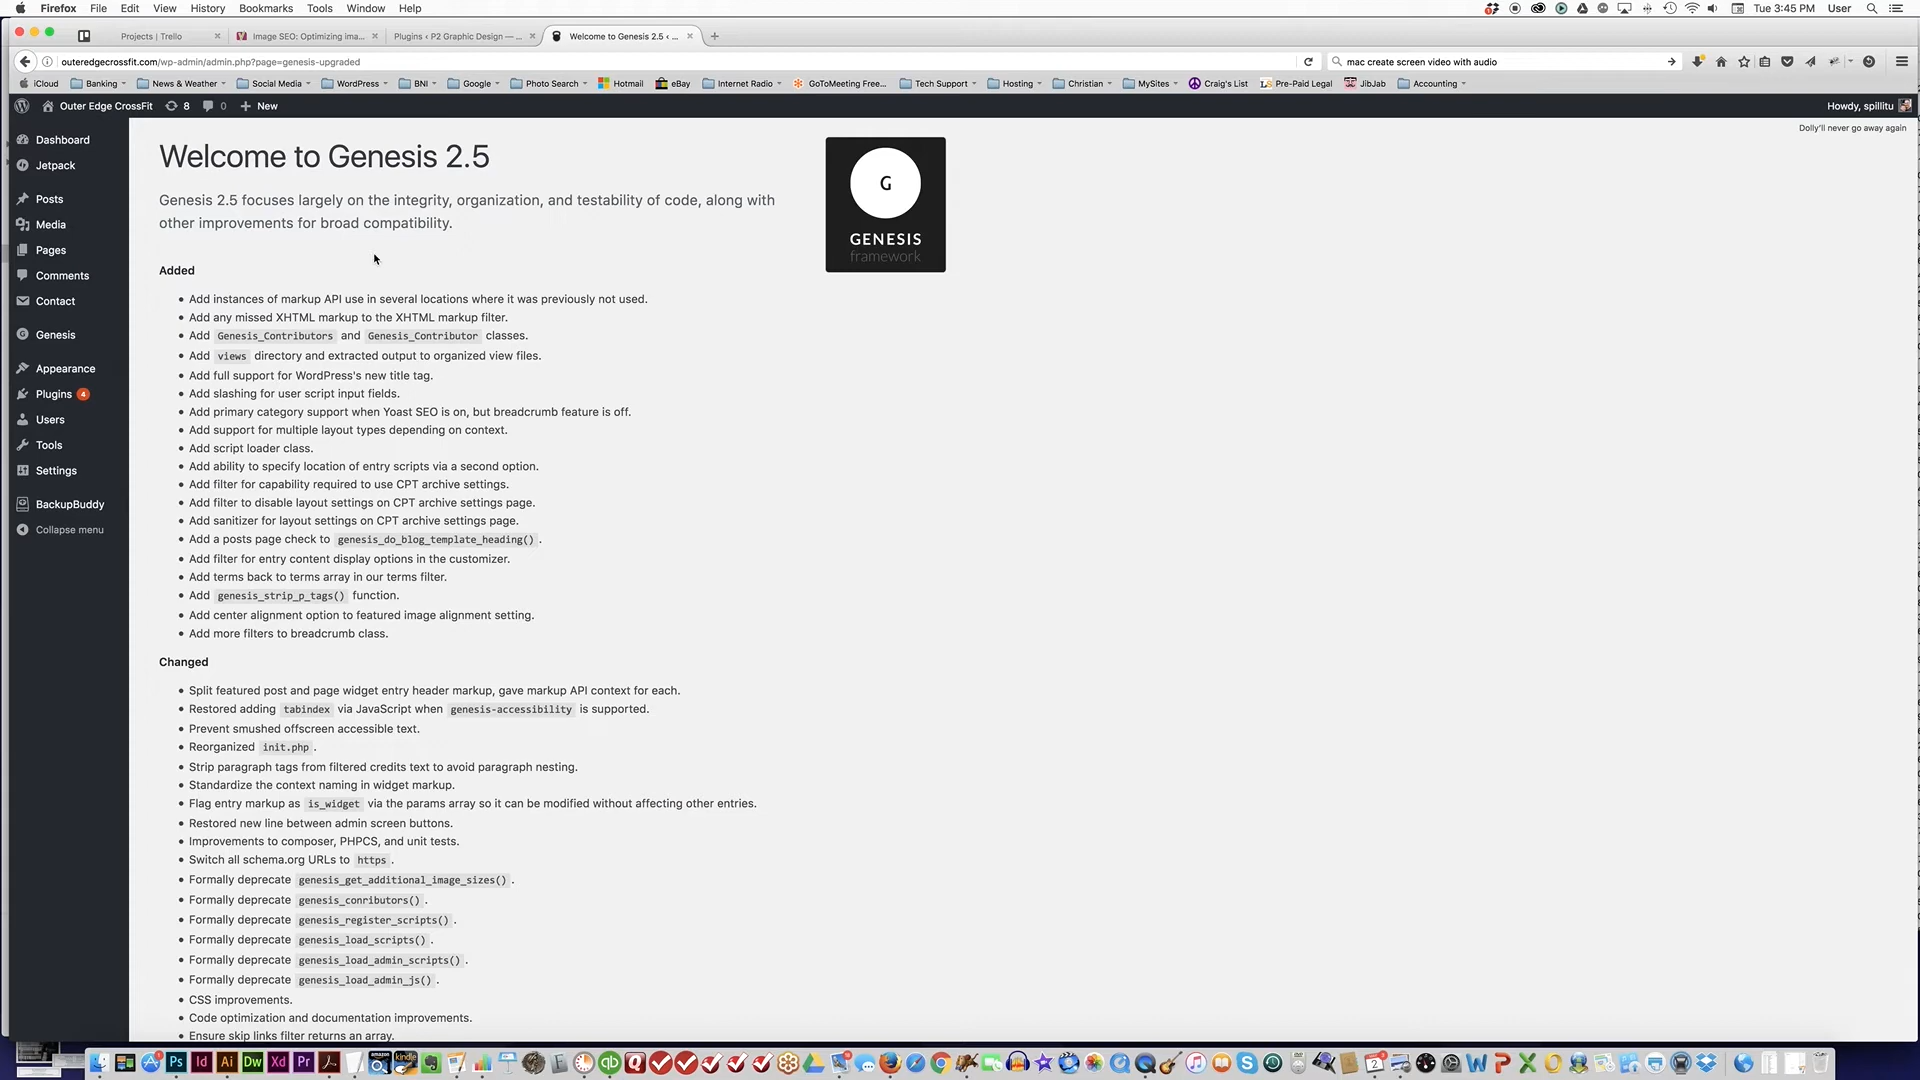 Firefox File Edit View History Bookmarks Tools Window Help Tue 3:45 PM User
Projects | Trello Image SEO: Optimizing ima... Plugins ‹ P2 Graphic Design — ... Welcome to Genesis 2.5 ‹ ...
outeredgecrossfit.com/wp-admin/admin.php?page=genesis-upgraded mac create screen video with audio
iCloud Banking News & Weather Social Media WordPress BNI Google Photo Search Hotmail eBay Internet Radio GoToMeeting Free... Tech Support Hosting Christian MySites Craig's List Pre-Paid Legal JibJab Accounting
Outer Edge CrossFit 8 0 New Howdy, spillitu
Dolly'll never go away again
Dashboard
Jetpack
Posts
Media
Pages
Comments
Contact
Genesis
Appearance
Plugins 4
Users
Tools
Settings
BackupBuddy
Collapse menu
Welcome to Genesis 2.5
Genesis 2.5 focuses largely on the integrity, organization, and testability of code, along with
other improvements for broad compatibility.
G
GENESIS
framework
Added
• Add instances of markup API use in several locations where it was previously not used.
• Add any missed XHTML markup to the XHTML markup filter.
• Add Genesis_Contributors and Genesis_Contributor classes.
• Add views directory and extracted output to organized view files.
• Add full support for WordPress's new title tag.
• Add slashing for user script input fields.
• Add primary category support when Yoast SEO is on, but breadcrumb feature is off.
• Add support for multiple layout types depending on context.
• Add script loader class.
• Add ability to specify location of entry scripts via a second option.
• Add filter for capability required to use CPT archive settings.
• Add filter to disable layout settings on CPT archive settings page.
• Add sanitizer for layout settings on CPT archive settings page.
• Add a posts page check to genesis_do_blog_template_heading() .
• Add filter for entry content display options in the customizer.
• Add terms back to terms array in our terms filter.
• Add genesis_strip_p_tags() function.
• Add center alignment option to featured image alignment setting.
• Add more filters to breadcrumb class.
Changed
• Split featured post and page widget entry header markup, gave markup API context for each.
• Restored adding tabindex via JavaScript when genesis-accessibility is supported.
• Prevent smushed offscreen accessible text.
• Reorganized init.php .
• Strip paragraph tags from filtered credits text to avoid paragraph nesting.
• Standardize the context naming in widget markup.
• Flag entry markup as is_widget via the params array so it can be modified without affecting other entries.
• Restored new line between admin screen buttons.
• Improvements to composer, PHPCS, and unit tests.
• Switch all schema.org URLs to https .
• Formally deprecate genesis_get_additional_image_sizes() .
• Formally deprecate genesis_conributors() .
• Formally deprecate genesis_register_scripts() .
• Formally deprecate genesis_load_scripts() .
• Formally deprecate genesis_load_admin_scripts() .
• Formally deprecate genesis_load_admin_js() .
• CSS improvements.
• Code optimization and documentation improvements.
• Ensure skip links filter returns an array.
Ps Id Ai Dw Xd Pr